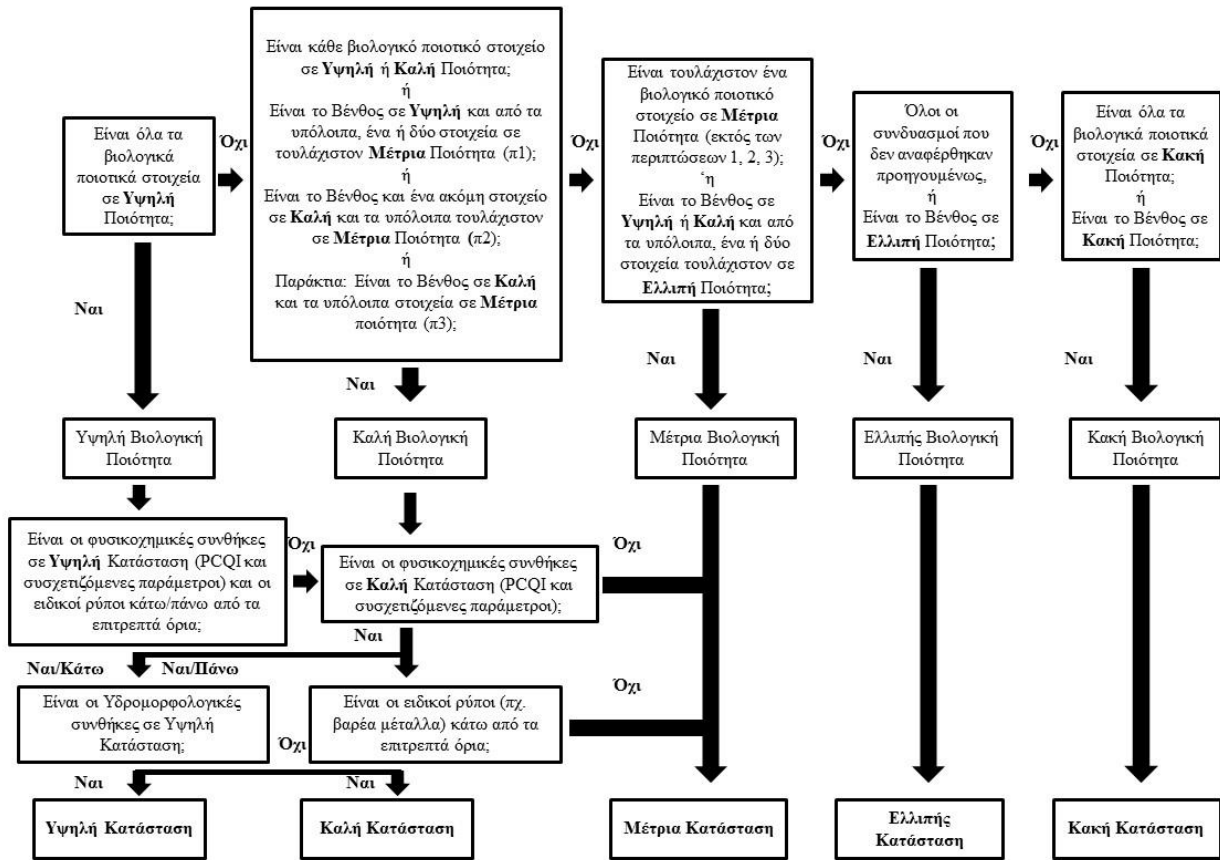 Είναι όλα τα
βιολογικά
ποιοτικά στοιχεία
σε Υψηλή
Ποιότητα;
Όχι
Είναι κάθε βιολογικό ποιοτικό στοιχείο
σε Υψηλή ή Καλή Ποιότητα;
ή
Είναι το Βένθος σε Υψηλή και από τα
υπόλοιπα, ένα ή δύο στοιχεία σε
τουλάχιστον Μέτρια Ποιότητα (π1);
ή
Είναι το Βένθος και ένα ακόμη στοιχείο
σε Καλή και τα υπόλοιπα τουλάχιστον
σε Μέτρια Ποιότητα (π2);
ή
Παράκτια: Είναι το Βένθος σε Καλή
και τα υπόλοιπα στοιχεία σε Μέτρια
ποιότητα (π3);
Όχι
Είναι τουλάχιστον ένα
βιολογικό ποιοτικό
στοιχείο σε Μέτρια
Ποιότητα (εκτός των
περιπτώσεων 1, 2, 3);
‘η
Είναι το Βένθος σε
Υψηλή ή Καλή και από
τα υπόλοιπα, ένα ή δύο
στοιχεία τουλάχιστον σε
Ελλιπή Ποιότητα;
Όχι
Όλοι οι
συνδυασμοί που
δεν αναφέρθηκαν
προηγουμένως,
ή
Είναι το Βένθος σε
Ελλιπή Ποιότητα;
Όχι
Είναι όλα τα
βιολογικά ποιοτικά
στοιχεία σε Κακή
Ποιότητα;
ή
Είναι το Βένθος σε
Κακή Ποιότητα;
Ναι
Ναι
Ναι
Ναι
Ναι
Υψηλή Βιολογική
Ποιότητα
Καλή Βιολογική
Ποιότητα
Μέτρια Βιολογική
Ποιότητα
Ελλιπής Βιολογική
Ποιότητα
Κακή Βιολογική
Ποιότητα
Είναι οι φυσικοχημικές συνθήκες
σε Υψηλή Κατάσταση (PCQI και
συσχετιζόμενες παράμετροι) και οι
ειδικοί ρύποι κάτω/πάνω από τα
επιτρεπτά όρια;
Όχι
Είναι οι φυσικοχημικές συνθήκες
σε Καλή Κατάσταση (PCQI και
συσχετιζόμενες παράμετροι);
Όχι
Ναι
Ναι/Κάτω
Ναι/Πάνω
Είναι οι Υδρομορφολογικές
συνθήκες σε Υψηλή
Κατάσταση;
Όχι
Είναι οι ειδικοί ρύποι (πχ.
βαρέα μέταλλα) κάτω από τα
επιτρεπτά όρια;
Όχι
Ναι
Ναι
Υψηλή Κατάσταση
Καλή Κατάσταση
Μέτρια Κατάσταση
Ελλιπής
Κατάσταση
Κακή Κατάσταση